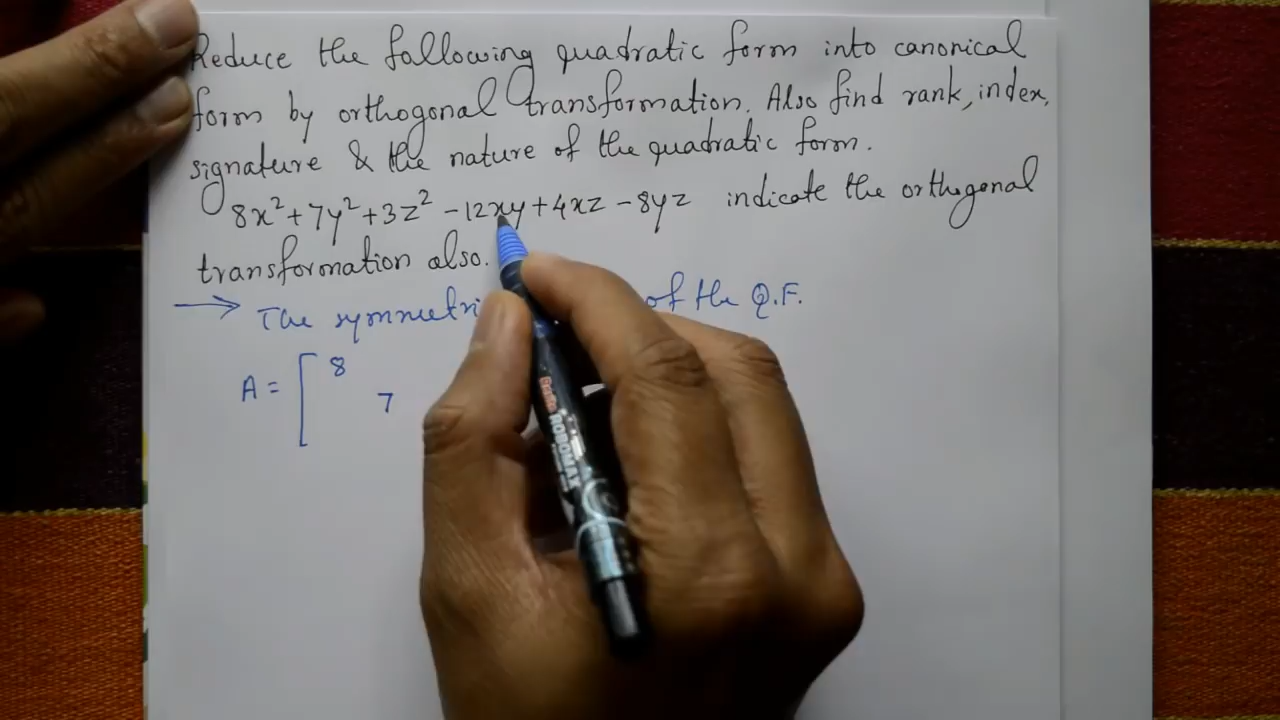 Reduce the following quadratic form into canonical
form by orthogonal transformation. Also find rank, index,
signature & the nature of the quadratic form.
8x² + 7y² + 3z² - 12xy + 4xz - 8yz indicate the orthogonal
transformation also.
→ The symmetri of the Q.F.
A = [ 8
7
ROBOMAX